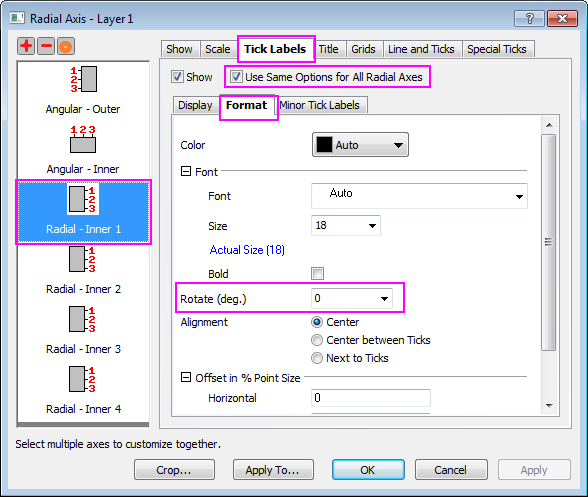 Radial Axis - Layer1
?
Show
Scale
Tick Labels
Title
Grids
Line and Ticks
Special Ticks
Show
Use Same Options for All Radial Axes
Display
Format
Minor Tick Labels
1
2
3
Angular - Outer
1 2 3
Angular - Inner
1
2
3
Radial - Inner 1
1
2
3
Radial - Inner 2
1
2
3
Radial - Inner 3
1
2
3
Radial - Inner 4
Color
Auto
Font
Font
Auto
Size
18
Actual Size (18)
Bold
Rotate (deg.)
0
Alignment
Center
Center between Ticks
Next to Ticks
Offset in % Point Size
Horizontal
0
Select multiple axes to customize together.
Crop...
Apply To...
OK
Cancel
Apply